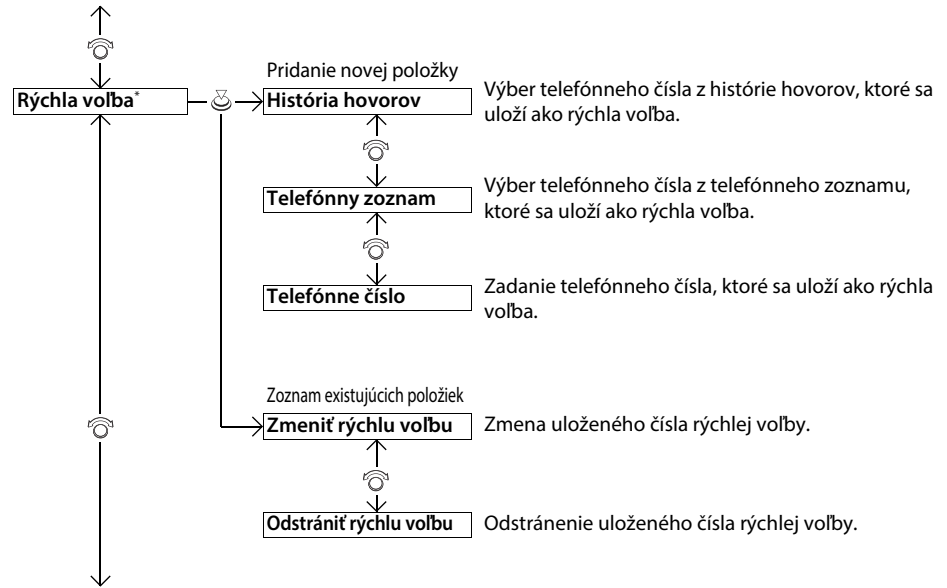 Rýchla voľba*
Pridanie novej položky
História hovorov
Výber telefónneho čísla z histórie hovorov, ktoré sa
uloží ako rýchla voľba.
Telefónny zoznam
Výber telefónneho čísla z telefónneho zoznamu,
ktoré sa uloží ako rýchla voľba.
Telefónne číslo
Zadanie telefónneho čísla, ktoré sa uloží ako rýchla
voľba.
Zoznam existujúcich položiek
Zmeniť rýchlu voľbu
Zmena uloženého čísla rýchlej voľby.
Odstrániť rýchlu voľbu
Odstránenie uloženého čísla rýchlej voľby.